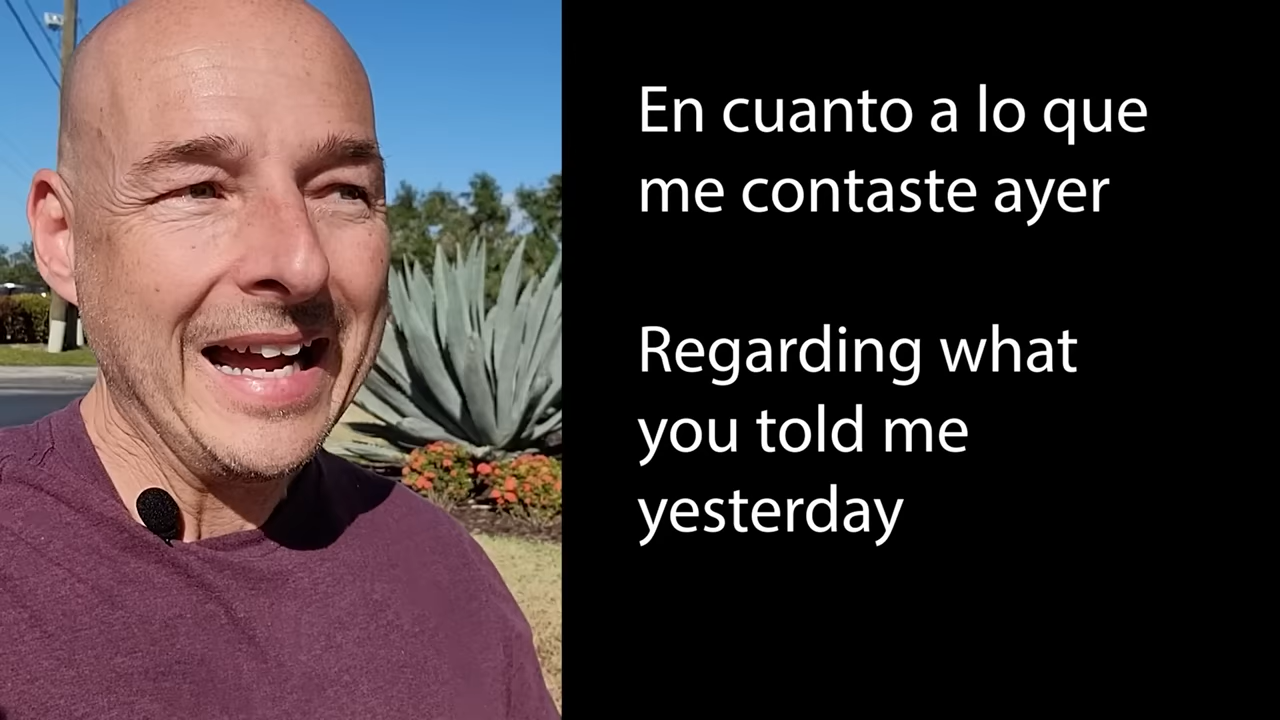 En cuanto a lo que
me contaste ayer
Regarding what
you told me
yesterday